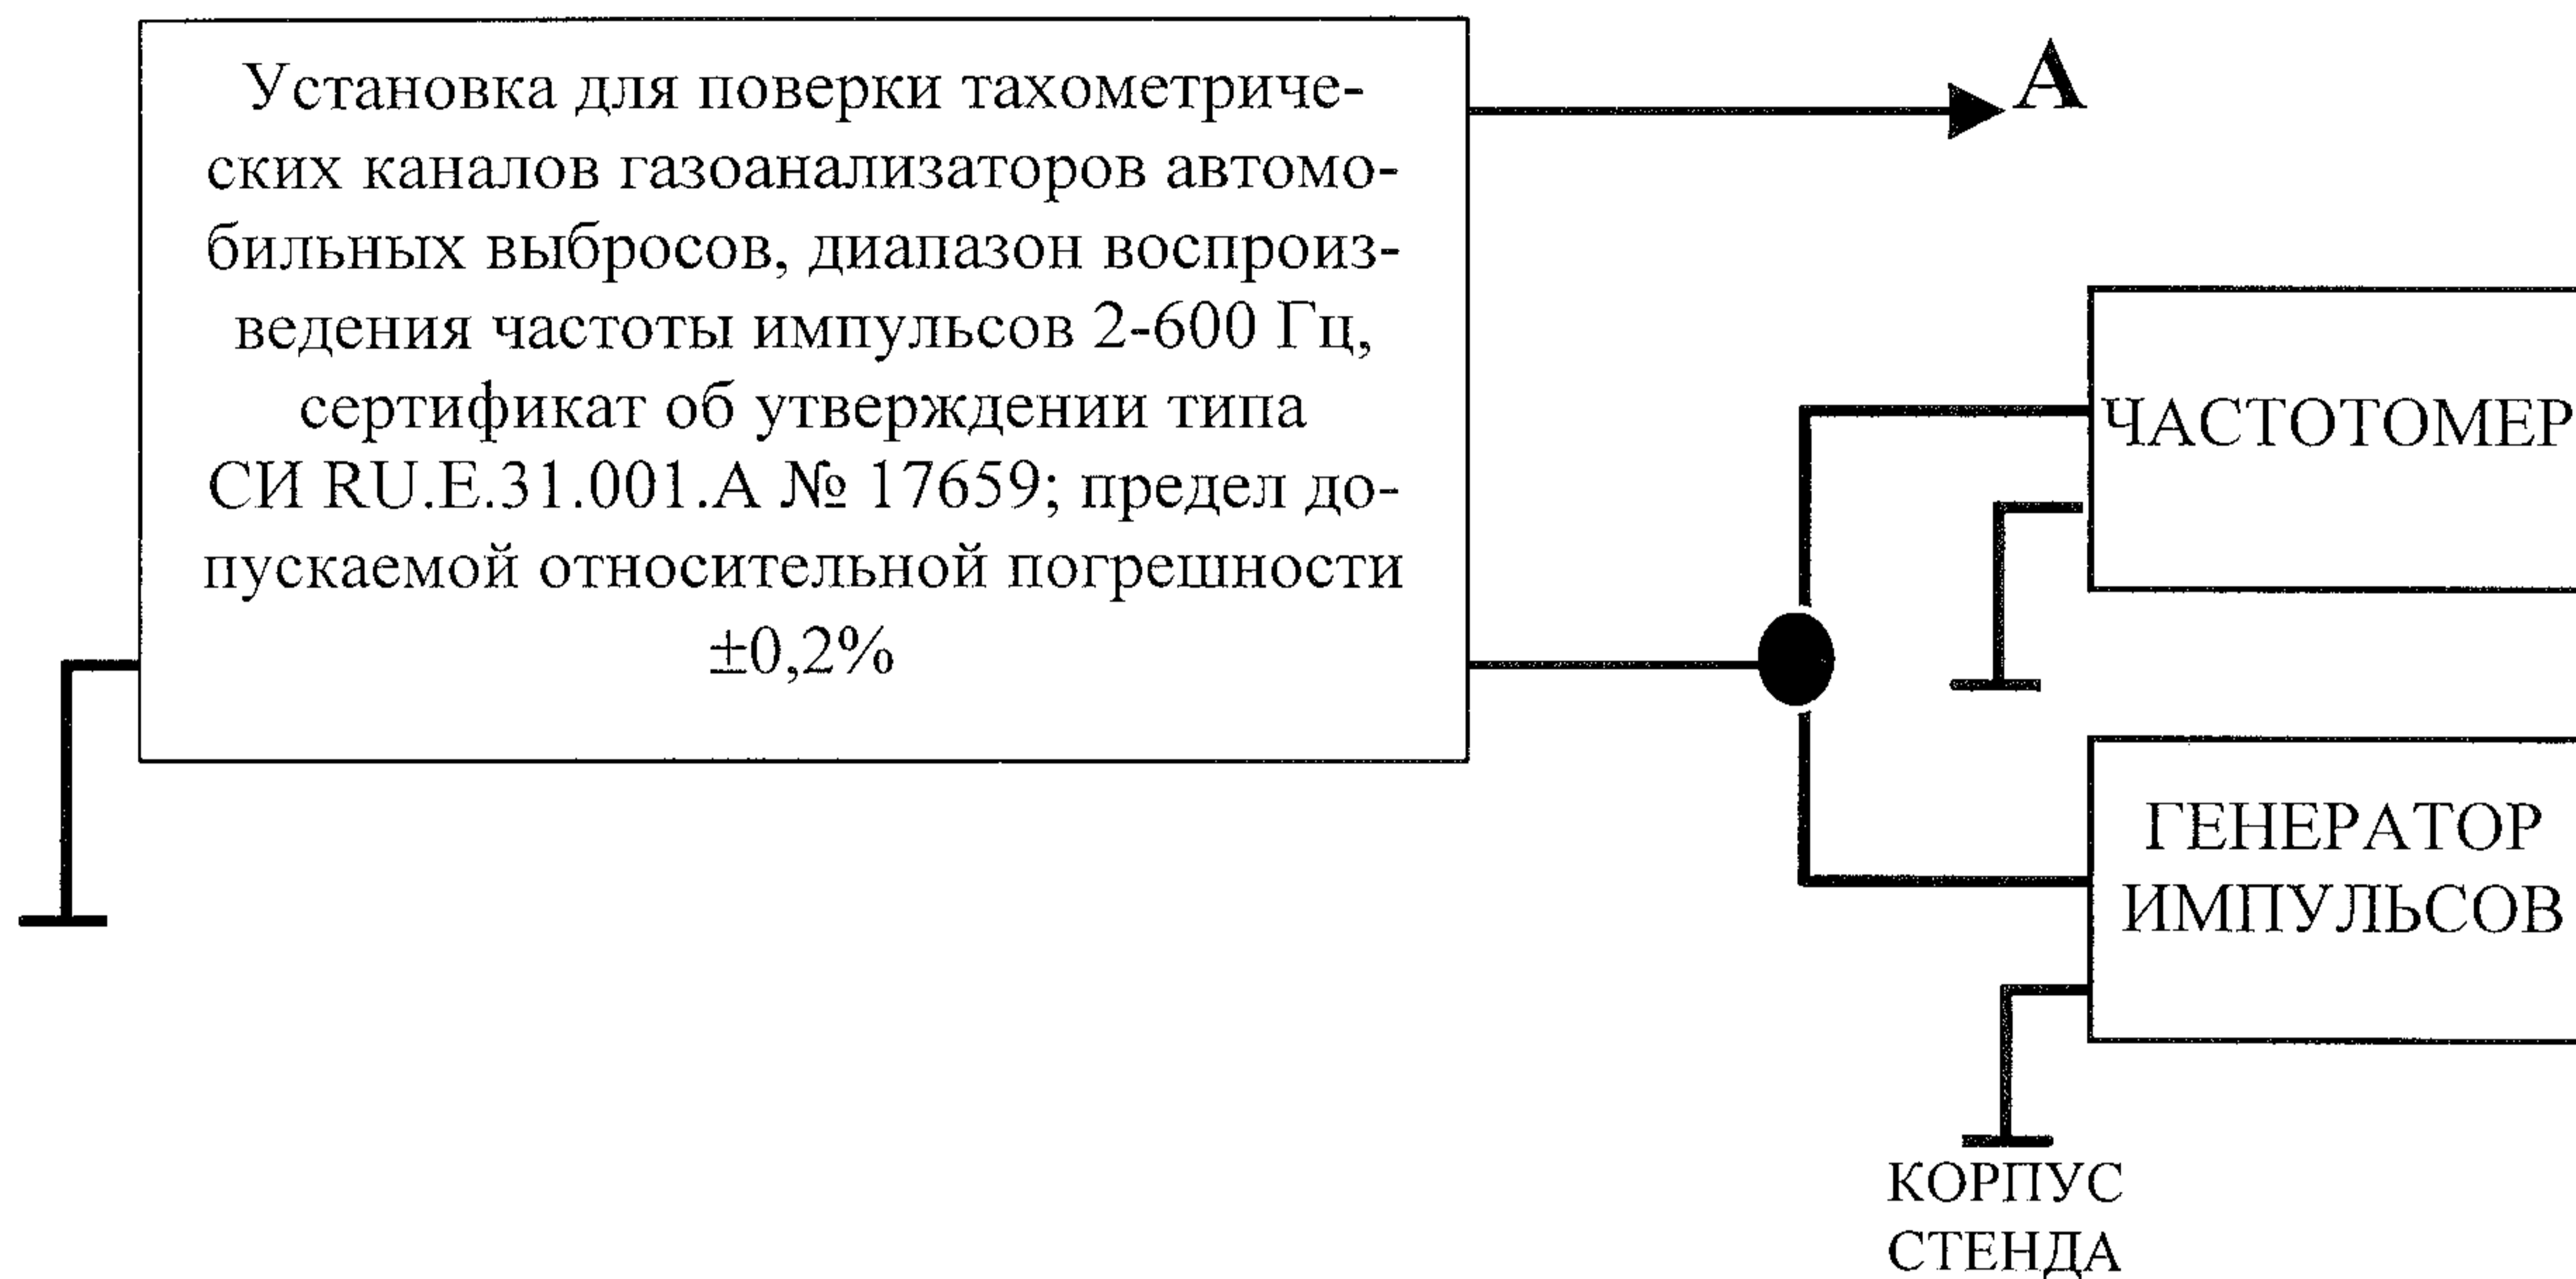 Установка для поверки тахометриче-
ских каналов газоанализаторов автомо-
бильных выбросов, диапазон воспроиз-
ведения частоты импульсов 2-600 Гц,
сертификат об утверждении типа
СИ RU.E.31.001.A № 17659; предел до-
пускаемой относительной погрешности
±0,2%
А
ЧАСТОТОМЕР
ГЕНЕРАТОР
ИМПУЛЬСОВ
КОРПУС
СТЕНДА